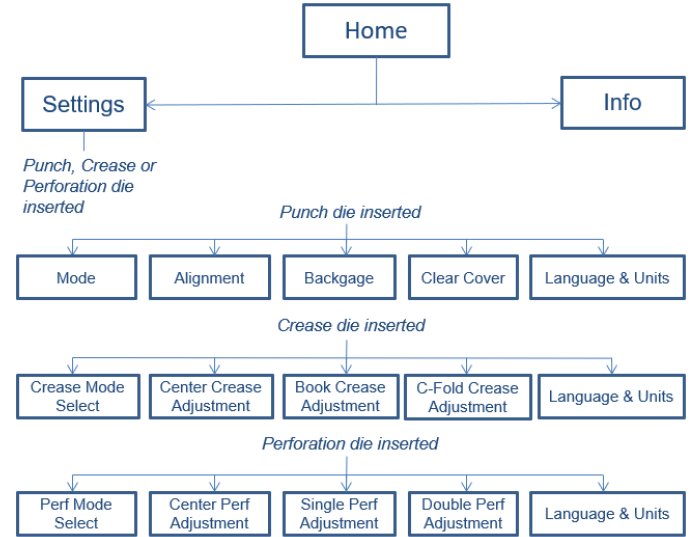 Home
Settings
Info
Punch, Crease or
Perforation die
inserted
Punch die inserted
Mode
Alignment
Backgage
Clear Cover
Language & Units
Crease die inserted
Crease Mode
Select
Center Crease
Adjustment
Book Crease
Adjustment
C-Fold Crease
Adjustment
Language & Units
Perforation die inserted
Perf Mode
Select
Center Perf
Adjustment
Single Perf
Adjustment
Double Perf
Adjustment
Language & Units